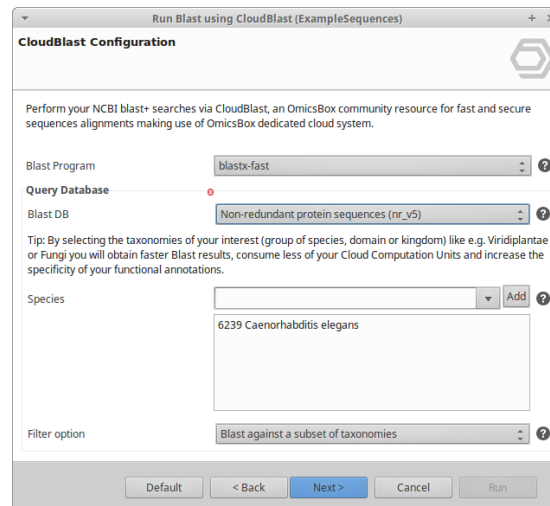 Run Blast using CloudBlast (ExampleSequences)
CloudBlast Configuration
Perform your NCBI blast+ searches via CloudBlast, an OmicsBox community resource for fast and secure
sequences alignments making use of OmicsBox dedicated cloud system.
Blast Program blastx-fast
Query Database
Blast DB Non-redundant protein sequences (nr_v5)
Tip: By selecting the taxonomies of your interest (group of species, domain or kingdom) like e.g. Viridiplantae
or Fungi you will obtain faster Blast results, consume less of your Cloud Computation Units and increase the
specificity of your functional annotations.
Species Add
6239 Caenorhabditis elegans
Filter option Blast against a subset of taxonomies
Default < Back Next > Cancel Run